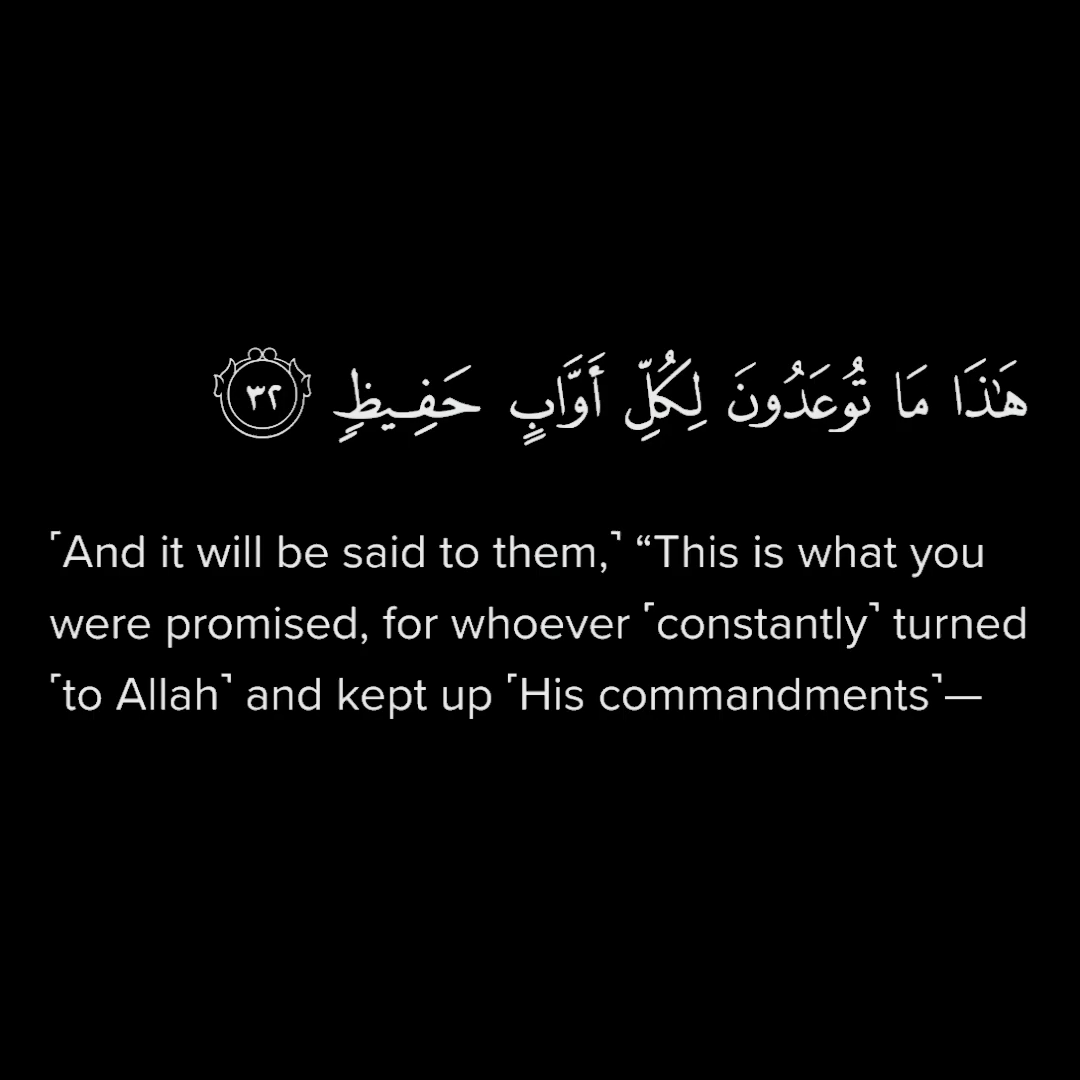 هَـٰذَا مَا تُوعَدُونَ لِكُلِّ أَوَّابٍ حَفِيظٍ ٣٢
⸢And it will be said to them,⸣ “This is what you
were promised, for whoever ⸢constantly⸣ turned
⸢to Allah⸣ and kept up ⸢His commandments⸣—